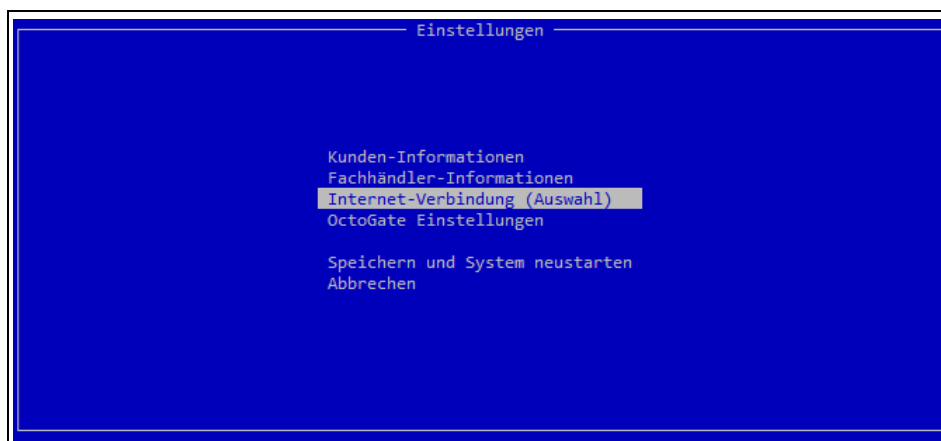 Einstellungen
Kunden-Informationen
Fachhändler-Informationen
Internet-Verbindung (Auswahl)
OctoGate Einstellungen
Speichern und System neustarten
Abbrechen